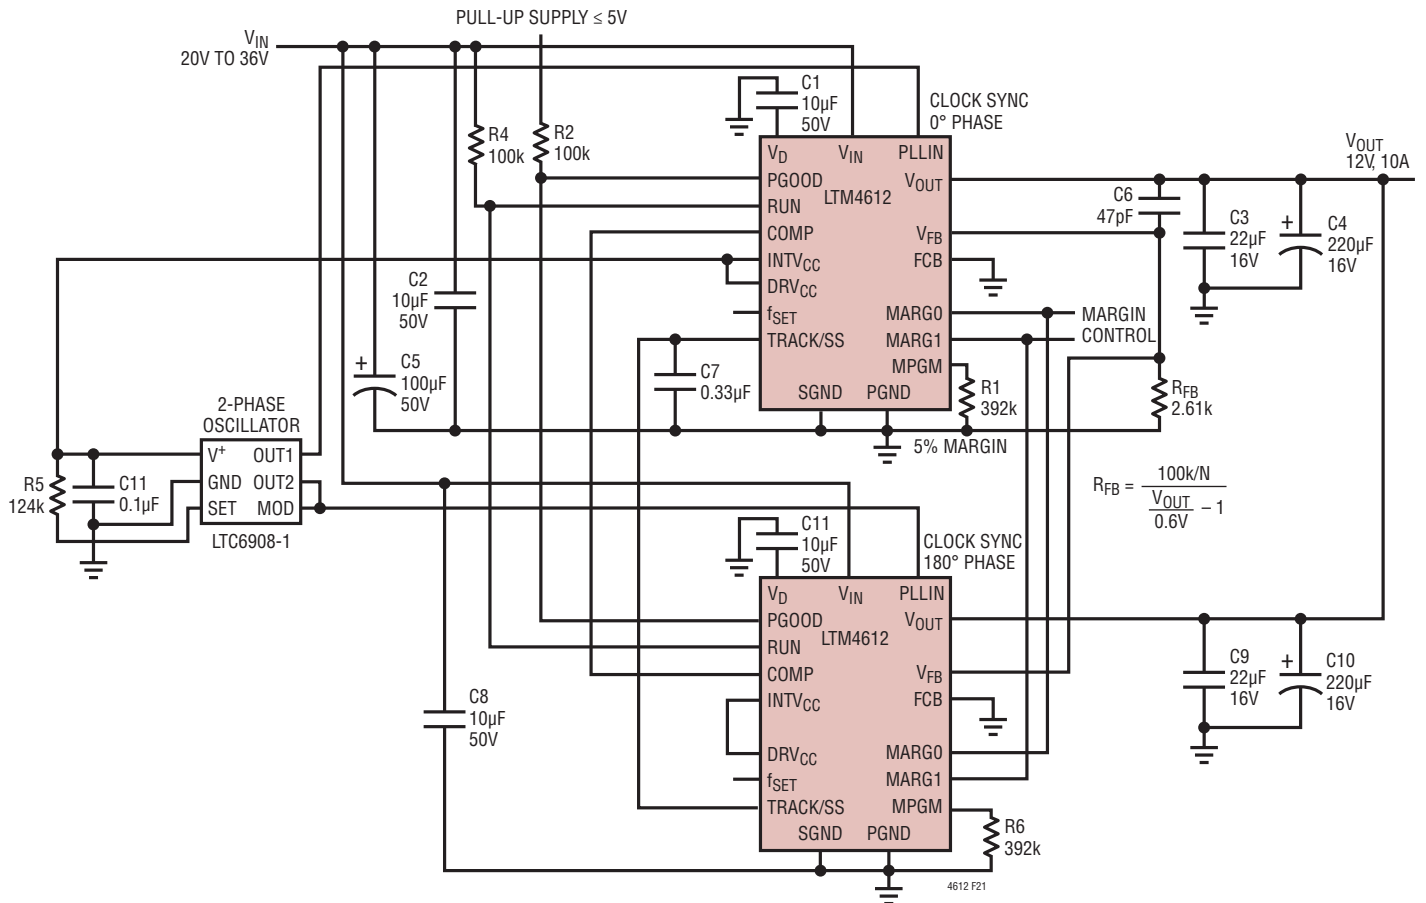 PULL-UP SUPPLY ≤ 5V
VIN
20V TO 36V
C1
10µF
50V
CLOCK SYNC
0° PHASE
R4
100k
R2
100k
VD
VIN
PLLIN
PGOOD
VOUT
LTM4612
RUN
COMP
VFB
INTVCC
FCB
DRVCC
fSET
MARG0
TRACK/SS
MARG1
MPGM
SGND
PGND
VOUT
12V, 10A
C6
47pF
C3
22µF
16V
+
C4
220µF
16V
C2
10µF
50V
+
C5
100µF
50V
C7
0.33µF
MARGIN
CONTROL
R1
392k
RFB
2.61k
5% MARGIN
2-PHASE
OSCILLATOR
V+
OUT1
GND
OUT2
SET
MOD
LTC6908-1
R5
124k
C11
0.1µF
RFB = 100k/N
VOUT
0.6V
– 1
C11
10µF
50V
CLOCK SYNC
180° PHASE
VD
VIN
PLLIN
PGOOD
VOUT
LTM4612
RUN
COMP
VFB
INTVCC
FCB
DRVCC
MARG0
fSET
MARG1
TRACK/SS
MPGM
SGND
PGND
C8
10µF
50V
C9
22µF
16V
+
C10
220µF
16V
R6
392k
4612 F21